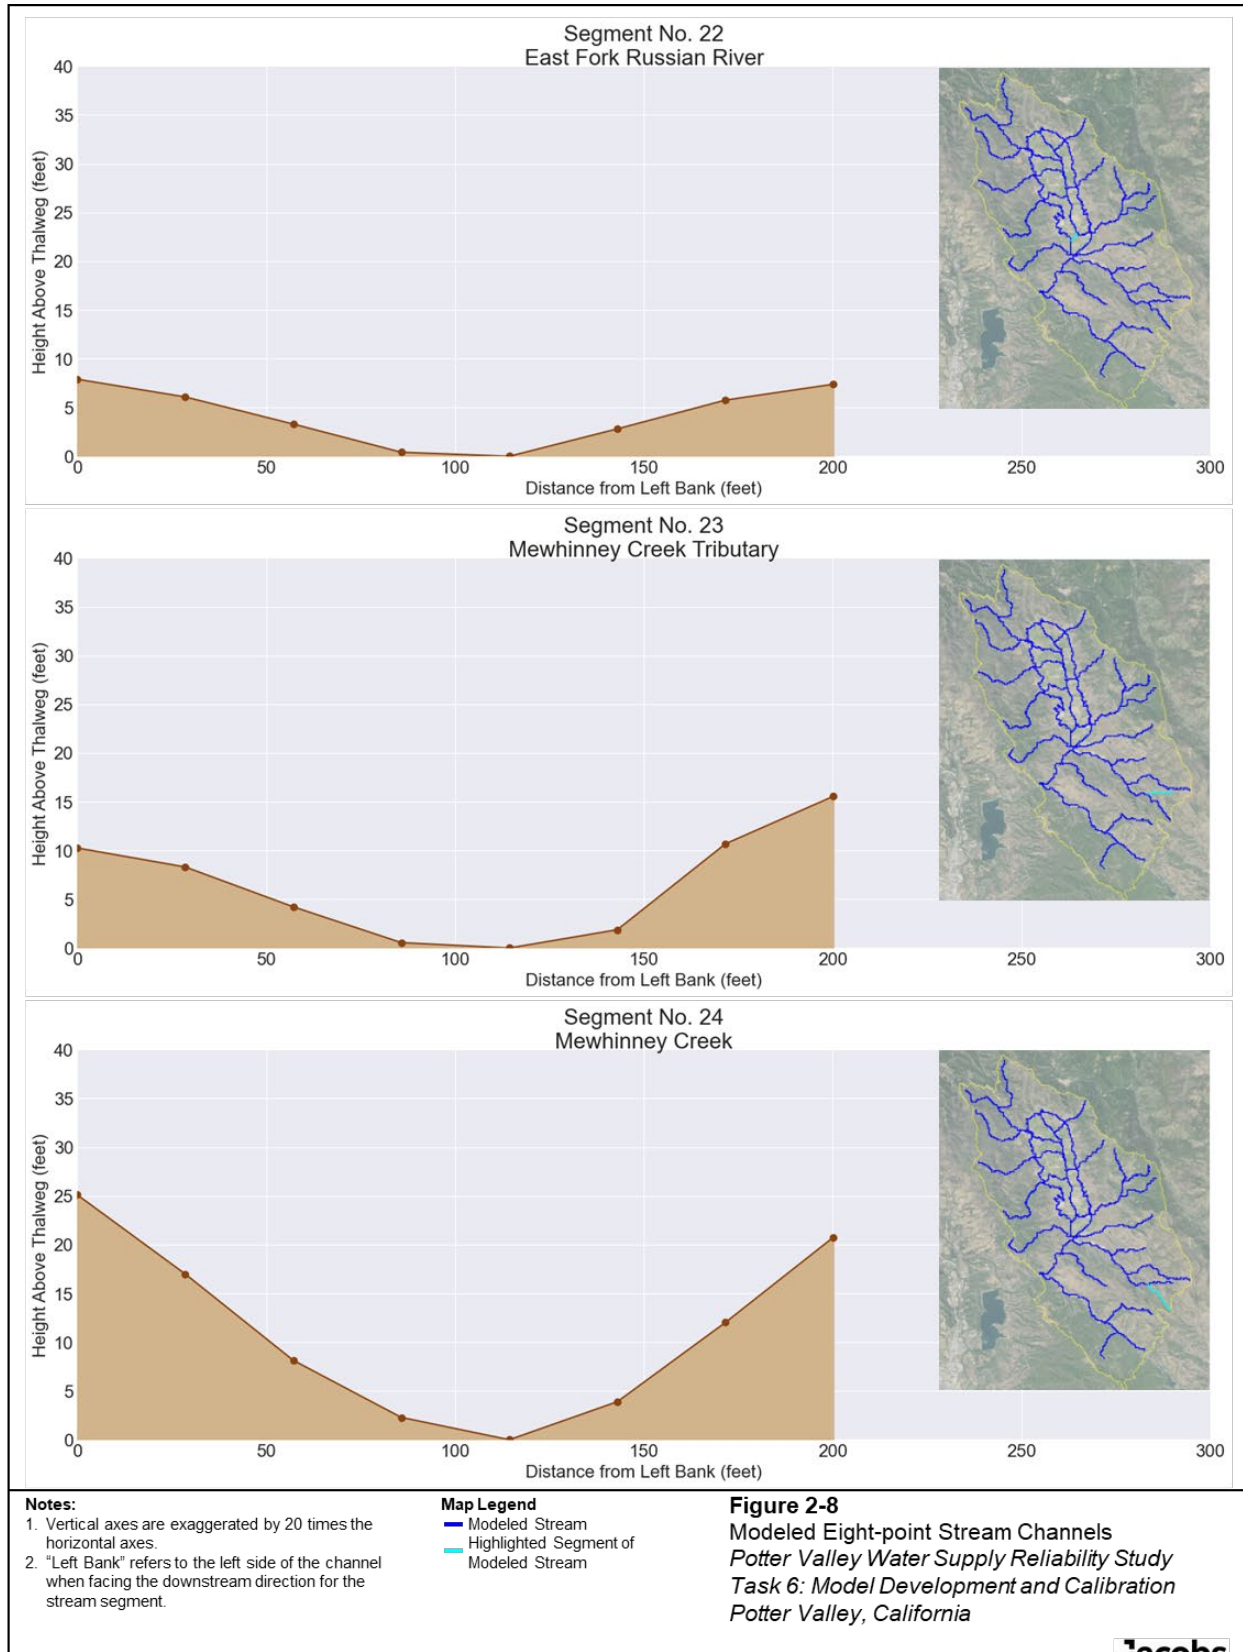 Segment No. 22
East Fork Russian River
Height Above Thalweg (feet)
40
35
30
25
20
15
10
5
0
0 50 100 150 200 250 300
Distance from Left Bank (feet)
Segment No. 23
Mewhinney Creek Tributary
Height Above Thalweg (feet)
40
35
30
25
20
15
10
5
0
0 50 100 150 200 250 300
Distance from Left Bank (feet)
Segment No. 24
Mewhinney Creek
Height Above Thalweg (feet)
40
35
30
25
20
15
10
5
0
0 50 100 150 200 250 300
Distance from Left Bank (feet)
Notes:
1. Vertical axes are exaggerated by 20 times the
horizontal axes.
2. “Left Bank” refers to the left side of the channel
when facing the downstream direction for the
stream segment.
Map Legend
Modeled Stream
Highlighted Segment of
Modeled Stream
Figure 2-8
Modeled Eight-point Stream Channels
Potter Valley Water Supply Reliability Study
Task 6: Model Development and Calibration
Potter Valley, California
Jacobs